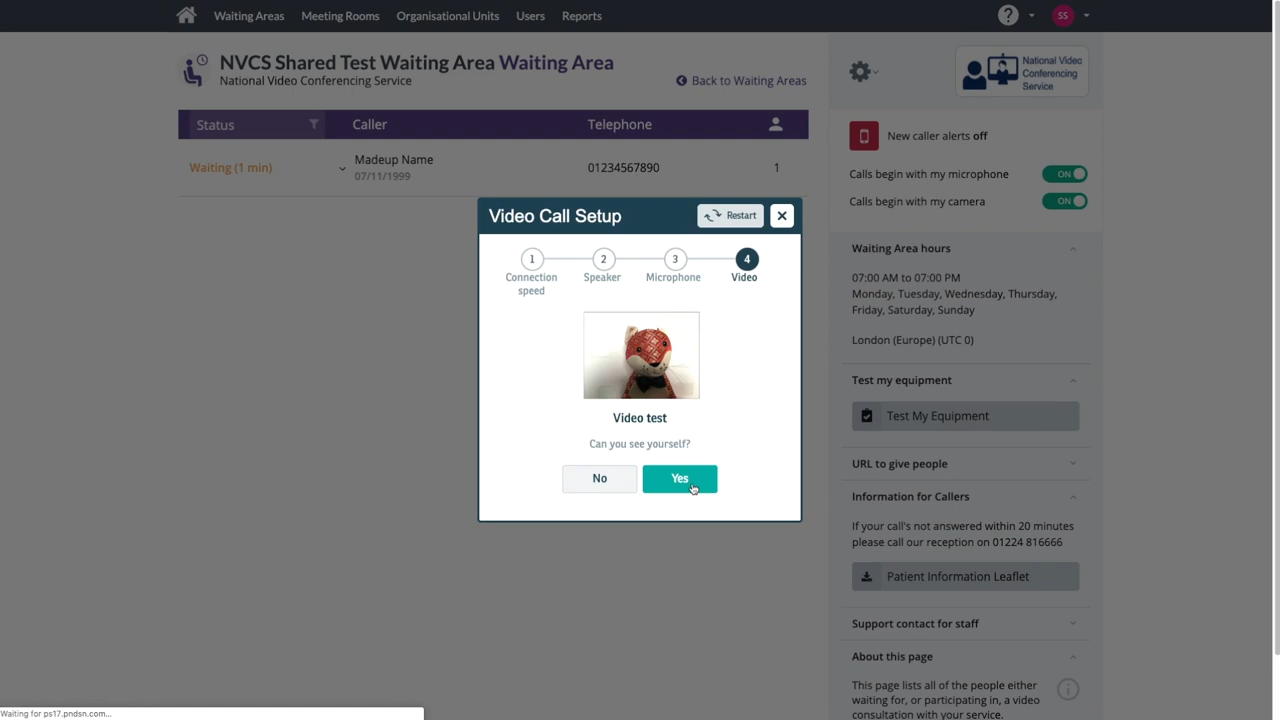 Waiting Areas Meeting Rooms Organisational Units Users Reports
? SS
NVCS Shared Test Waiting Area Waiting Area
National Video Conferencing Service
Back to Waiting Areas
Status Caller Telephone
Waiting (1 min) Madeup Name 01234567890 1
07/11/1999
Video Call Setup
Restart
1 2 3 4
Connection speed Speaker Microphone Video
Video test
Can you see yourself?
No Yes
National Video
Conferencing
Service
New caller alerts off
Calls begin with my microphone ON
Calls begin with my camera ON
Waiting Area hours
07:00 AM to 07:00 PM
Monday, Tuesday, Wednesday, Thursday,
Friday, Saturday, Sunday
London (Europe) (UTC 0)
Test my equipment
Test My Equipment
URL to give people
Information for Callers
If your call's not answered within 20 minutes
please call our reception on 01224 816666
Patient Information Leaflet
Support contact for staff
About this page
This page lists all of the people either
waiting for, or participating in, a video
consultation with your service.
Waiting for ps17.pndsn.com...